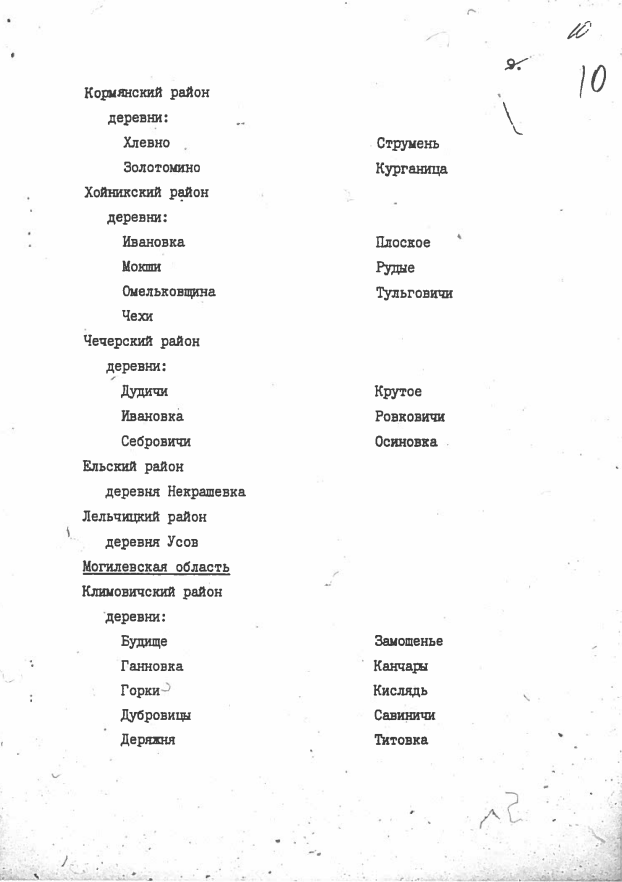 10
9.
10
Кормянский район
деревни:
Хлевно Струмень
Золотомино Курганица
Хойникский район
деревни:
Ивановка Плоское
Мокши Рудые
Омельковщина Тульговичи
Чехи
Чечерский район
деревни:
Дудичи Крутое
Ивановка Ровковичи
Себровичи Осиновка
Ельский район
деревня Некрашевка
Лельчицкий район
деревня Усов
Могилевская область
Климовичский район
деревни:
Будище Замошенье
Ганновка Канчары
Горки Кислядь
Дубровицы Савиничи
Деряжня Титовка